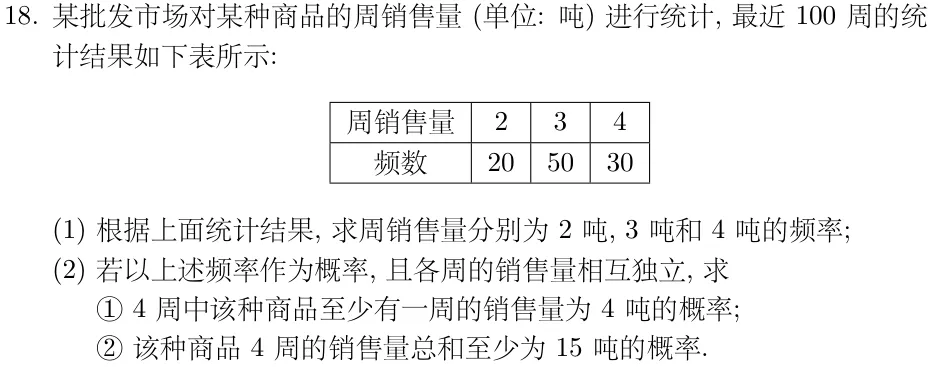 18. 某批发市场对某种商品的周销售量 (单位: 吨) 进行统计, 最近 100 周的统
计结果如下表所示:
周销售量 2 3 4
频数 20 50 30
(1) 根据上面统计结果, 求周销售量分别为 2 吨, 3 吨和 4 吨的频率;
(2) 若以上述频率作为概率, 且各周的销售量相互独立, 求
① 4 周中该种商品至少有一周的销售量为 4 吨的概率;
② 该种商品 4 周的销售量总和至少为 15 吨的概率.